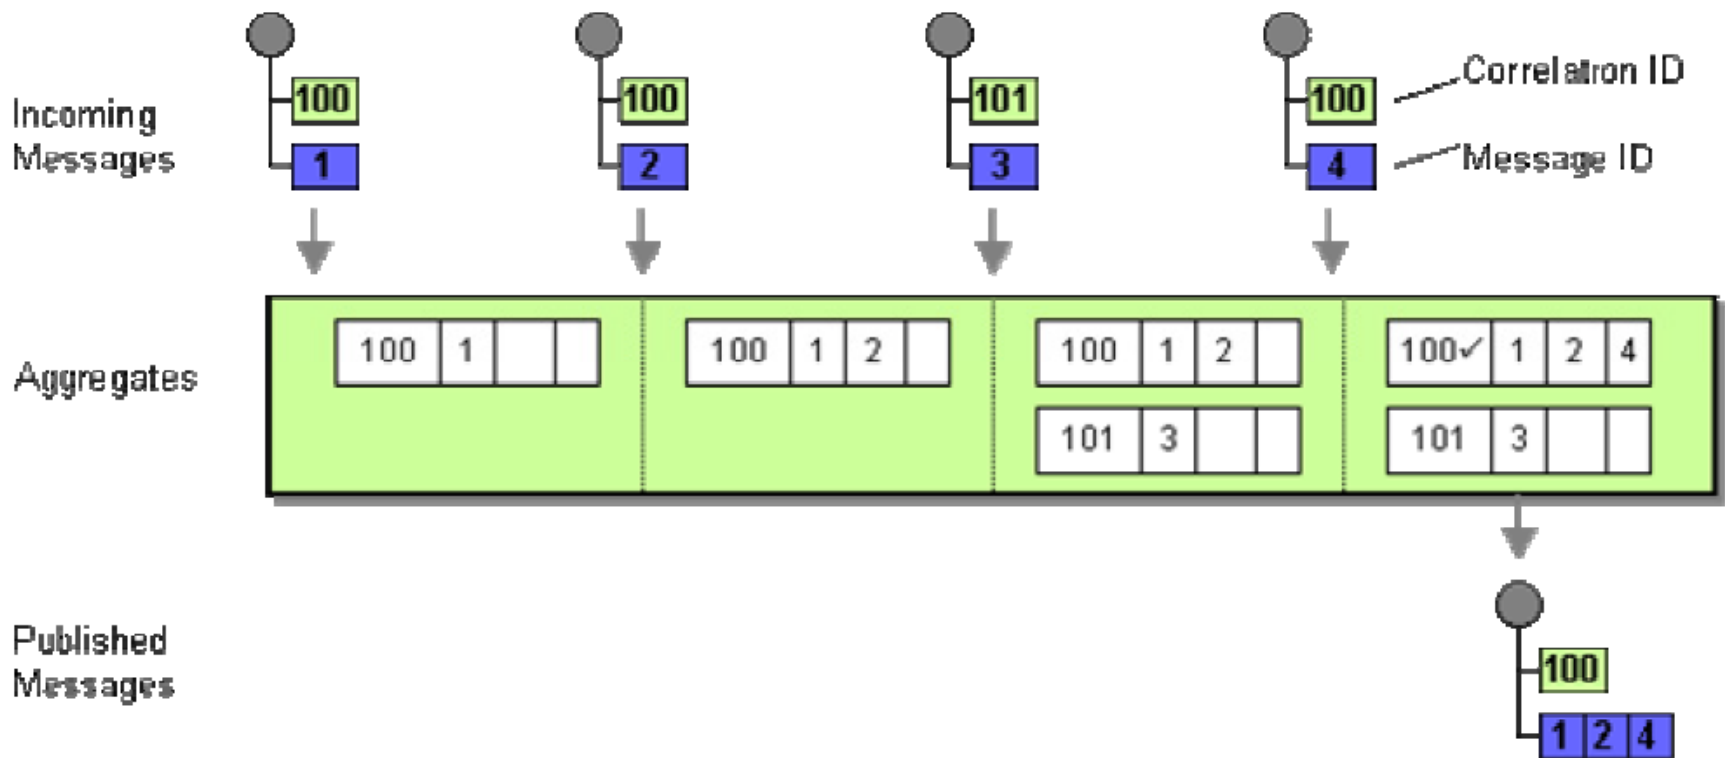 100 100 101 100 Correlatron ID
Incoming
Messages
1 2 3 4 Message ID
100 1 100 1 2 100 1 2 100✓ 1 2 4
Aggregates
101 3 101 3
Published
Messages
100
1 2 4